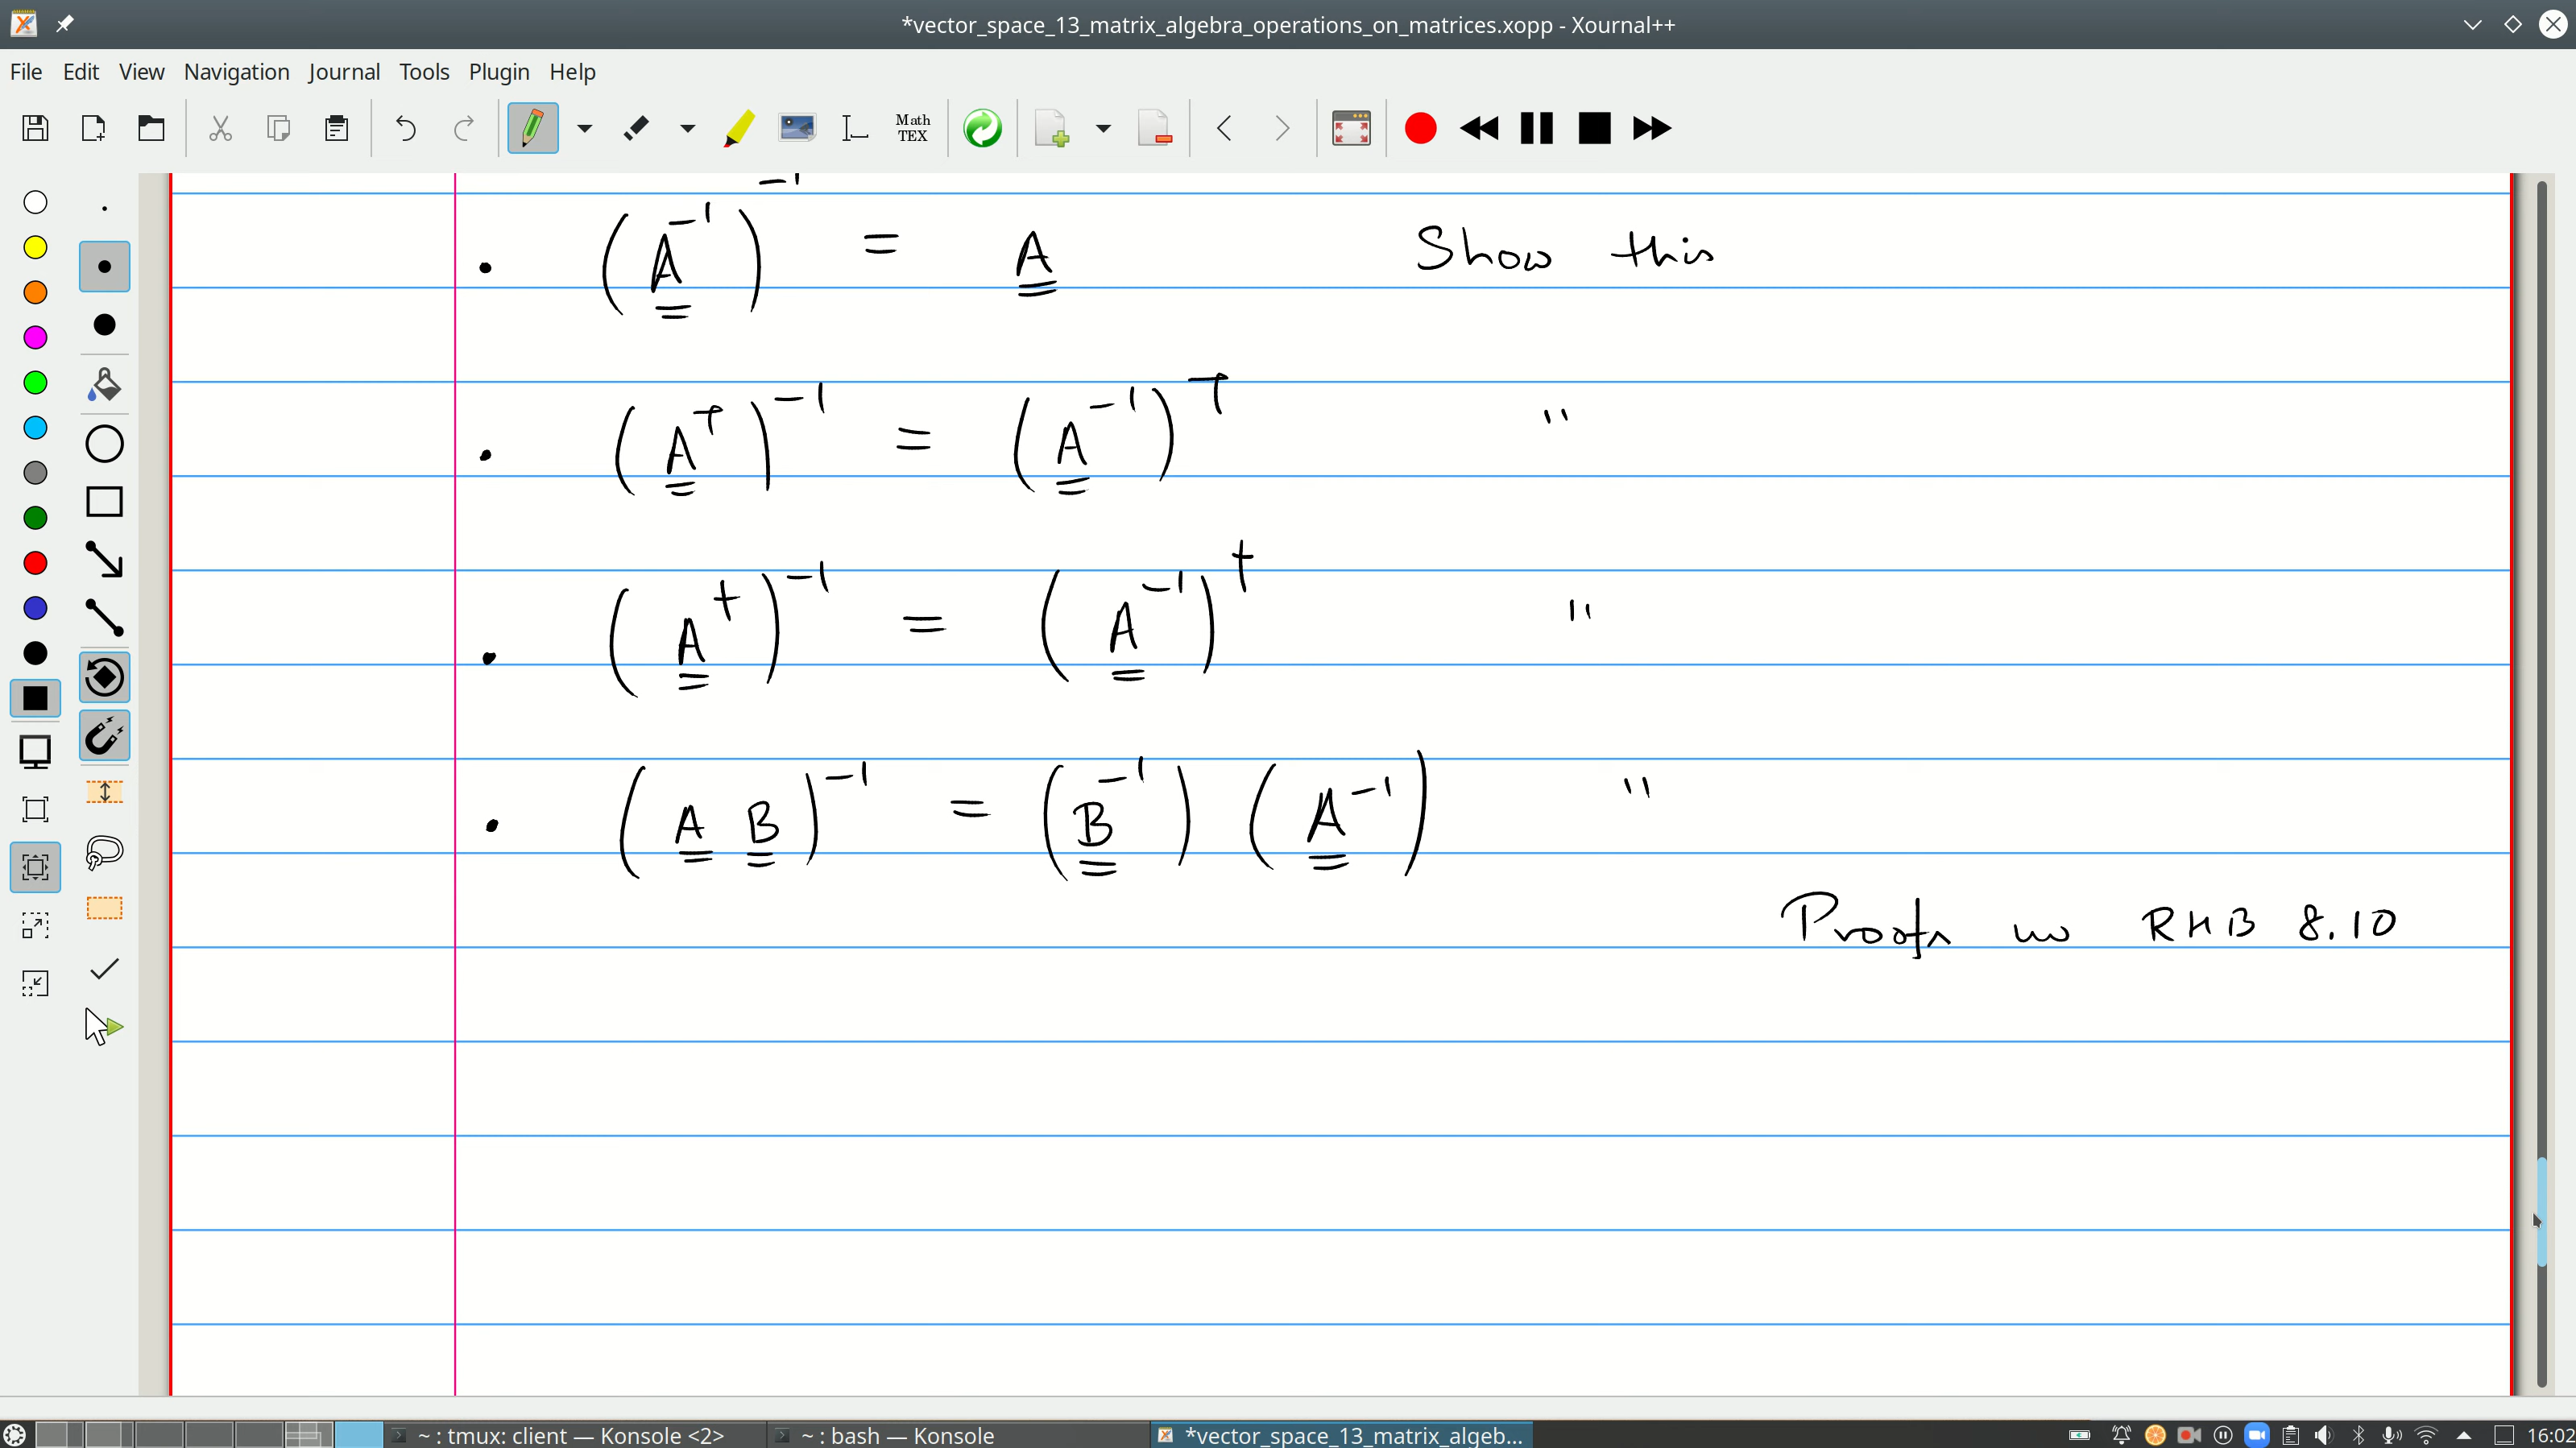 *vector_space_13_matrix_algebra_operations_on_matrices.xopp - Xournal++
File Edit View Navigation Journal Tools Plugin Help
Math
TEX
• (A⁻¹)⁻¹ = A Show this
• (Aᵀ)⁻¹ = (A⁻¹)ᵀ "
• (A†)⁻¹ = (A⁻¹)† "
• (A B)⁻¹ = (B⁻¹) (A⁻¹) "
Proofs in RHB 8.10
~ : tmux: client — Konsole <2> ~ : bash — Konsole *vector_space_13_matrix_algeb... 16:02